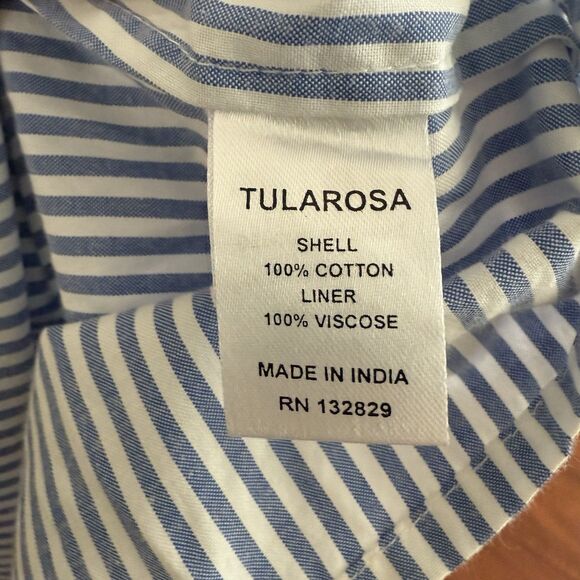 TULAROSA
SHELL
100% COTTON
LINER
100% VISCOSE
MADE IN INDIA
RN 132829